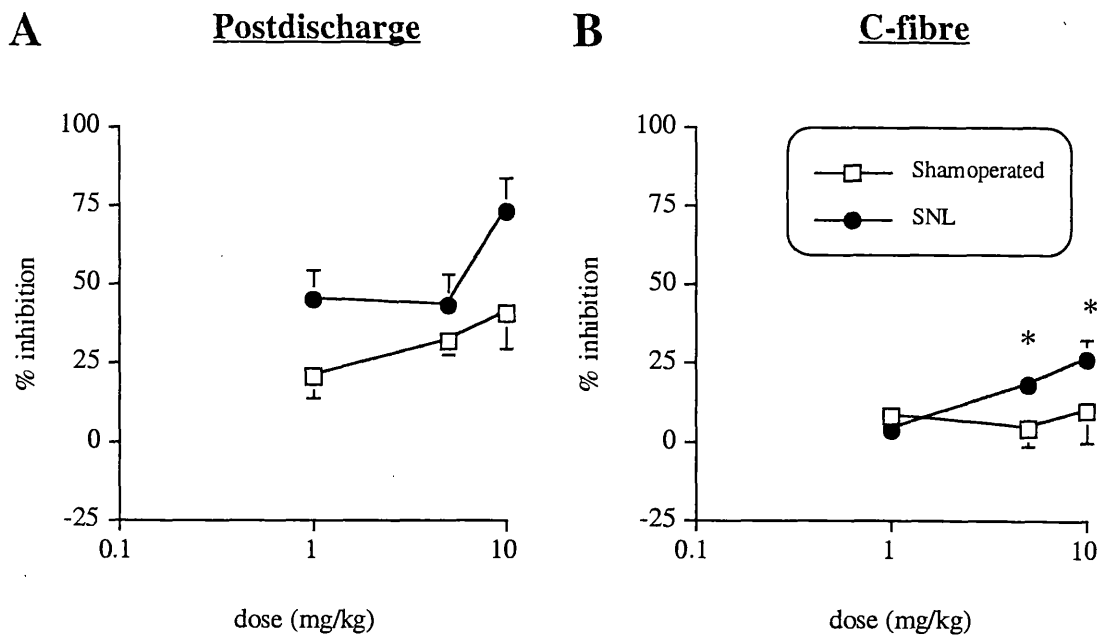 A Postdischarge
B C-fibre
100
75
50
25
0
-25
0.1 1 10
% inhibition
dose (mg/kg)
100
75
50
25
0
-25
0.1 1 10
% inhibition
dose (mg/kg)
Shamoperated
SNL
*
*